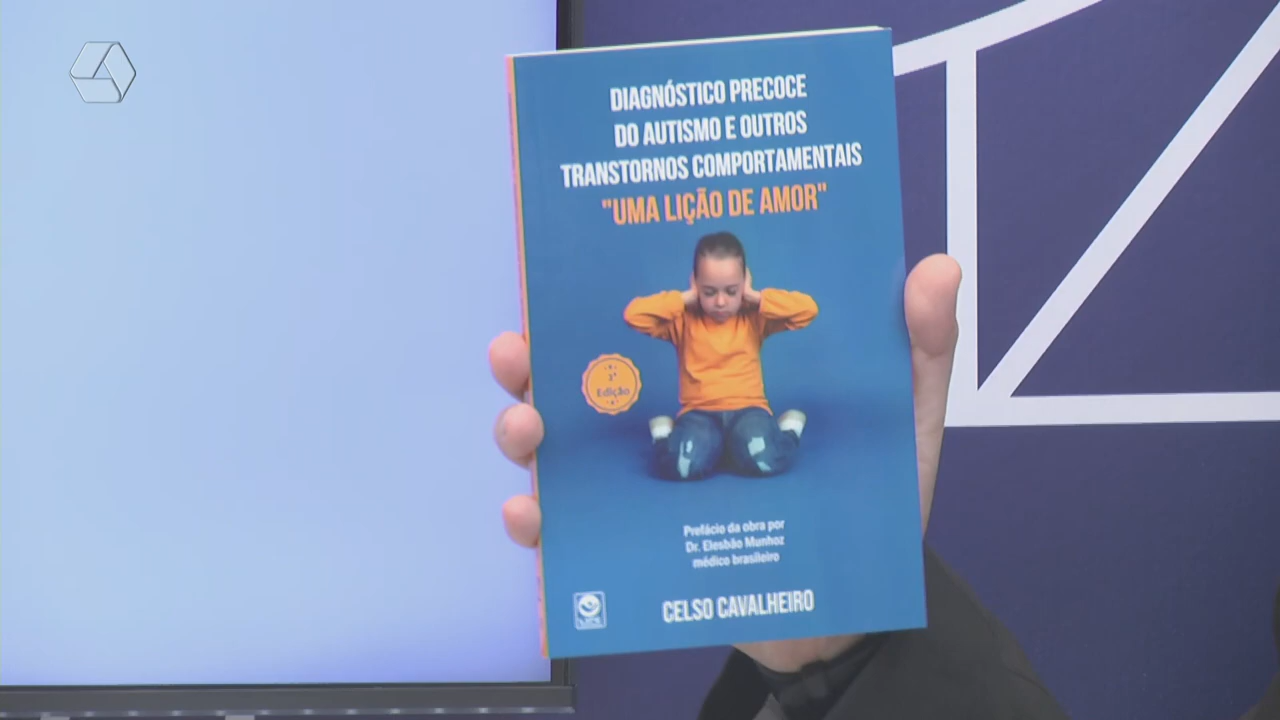 DIAGNÓSTICO PRECOCE
DO AUTISMO E OUTROS
TRANSTORNOS COMPORTAMENTAIS
"UMA LIÇÃO DE AMOR"
Edição
Prefácio da obra por
Dr. Elesbão Munhoz
médico brasileiro
CELSO CAVALHEIRO